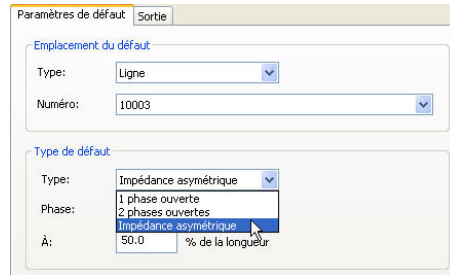 Paramètres de défaut Sortie
Emplacement du défaut
Type: Ligne
Numéro: 10003
Type de défaut
Type: Impédance asymétrique
1 phase ouverte
Phase: 2 phases ouvertes
Impédance asymétrique
À: 50.0 % de la longueur